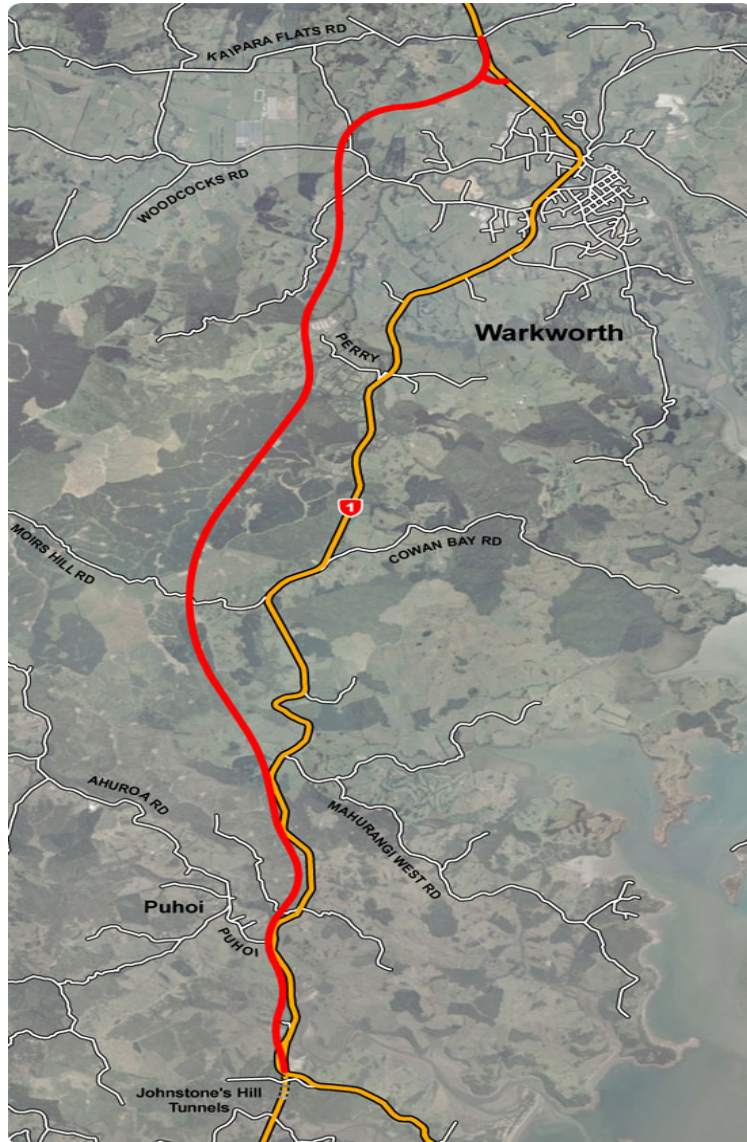 KAIPARA FLATS RD
WOODCOCKS RD
Warkworth
PERRY
1
COWAN BAY RD
MOIRS HILL RD
AHUROA RD
MAHURANGI WEST RD
Puhoi
PUHOI
Johnstone's Hill
Tunnels